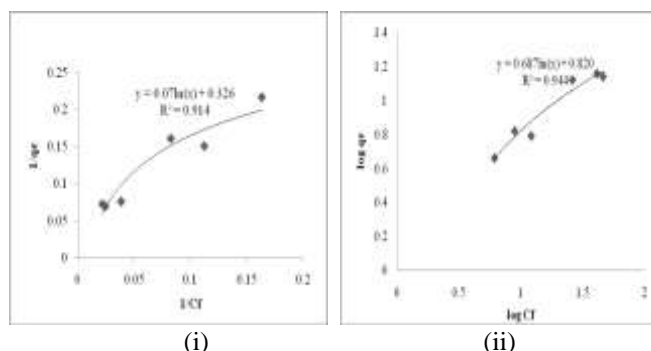 0.25
0.2
0.15
0.1
0.05
0
y = 0.07ln(x) + 0.326
R² = 0.914
1/qe
0
0.05
0.1
0.15
0.2
1/Cf
(i)
1.4
1.2
1
0.8
0.6
0.4
0.2
0
y = 0.687ln(x) + 0.820
R² = 0.944
log qe
0
0.5
1
1.5
2
log Cf
(ii)